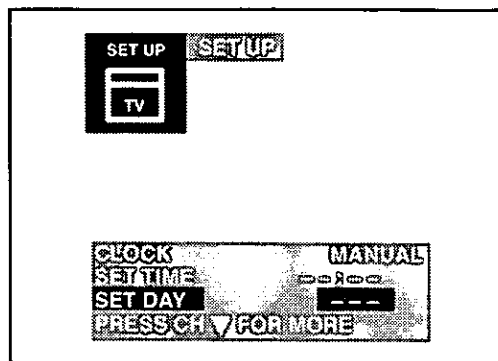 SET UP SET UP
TV
CLOCK MANUAL
SET TIME --:--
SET DAY ---
PRESS CH ▽ FOR MORE